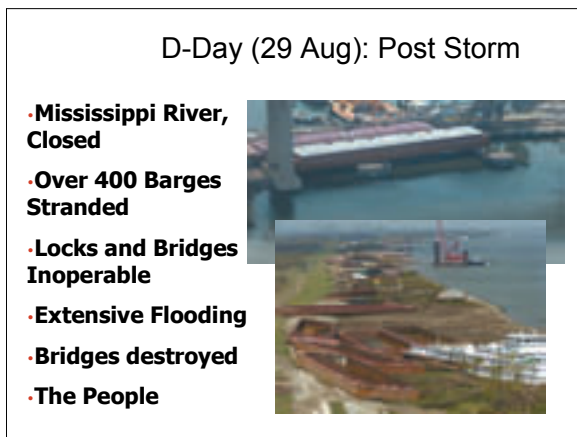 D-Day (29 Aug): Post Storm
•Mississippi River,
Closed
•Over 400 Barges
Stranded
•Locks and Bridges
Inoperable
•Extensive Flooding
•Bridges destroyed
•The People